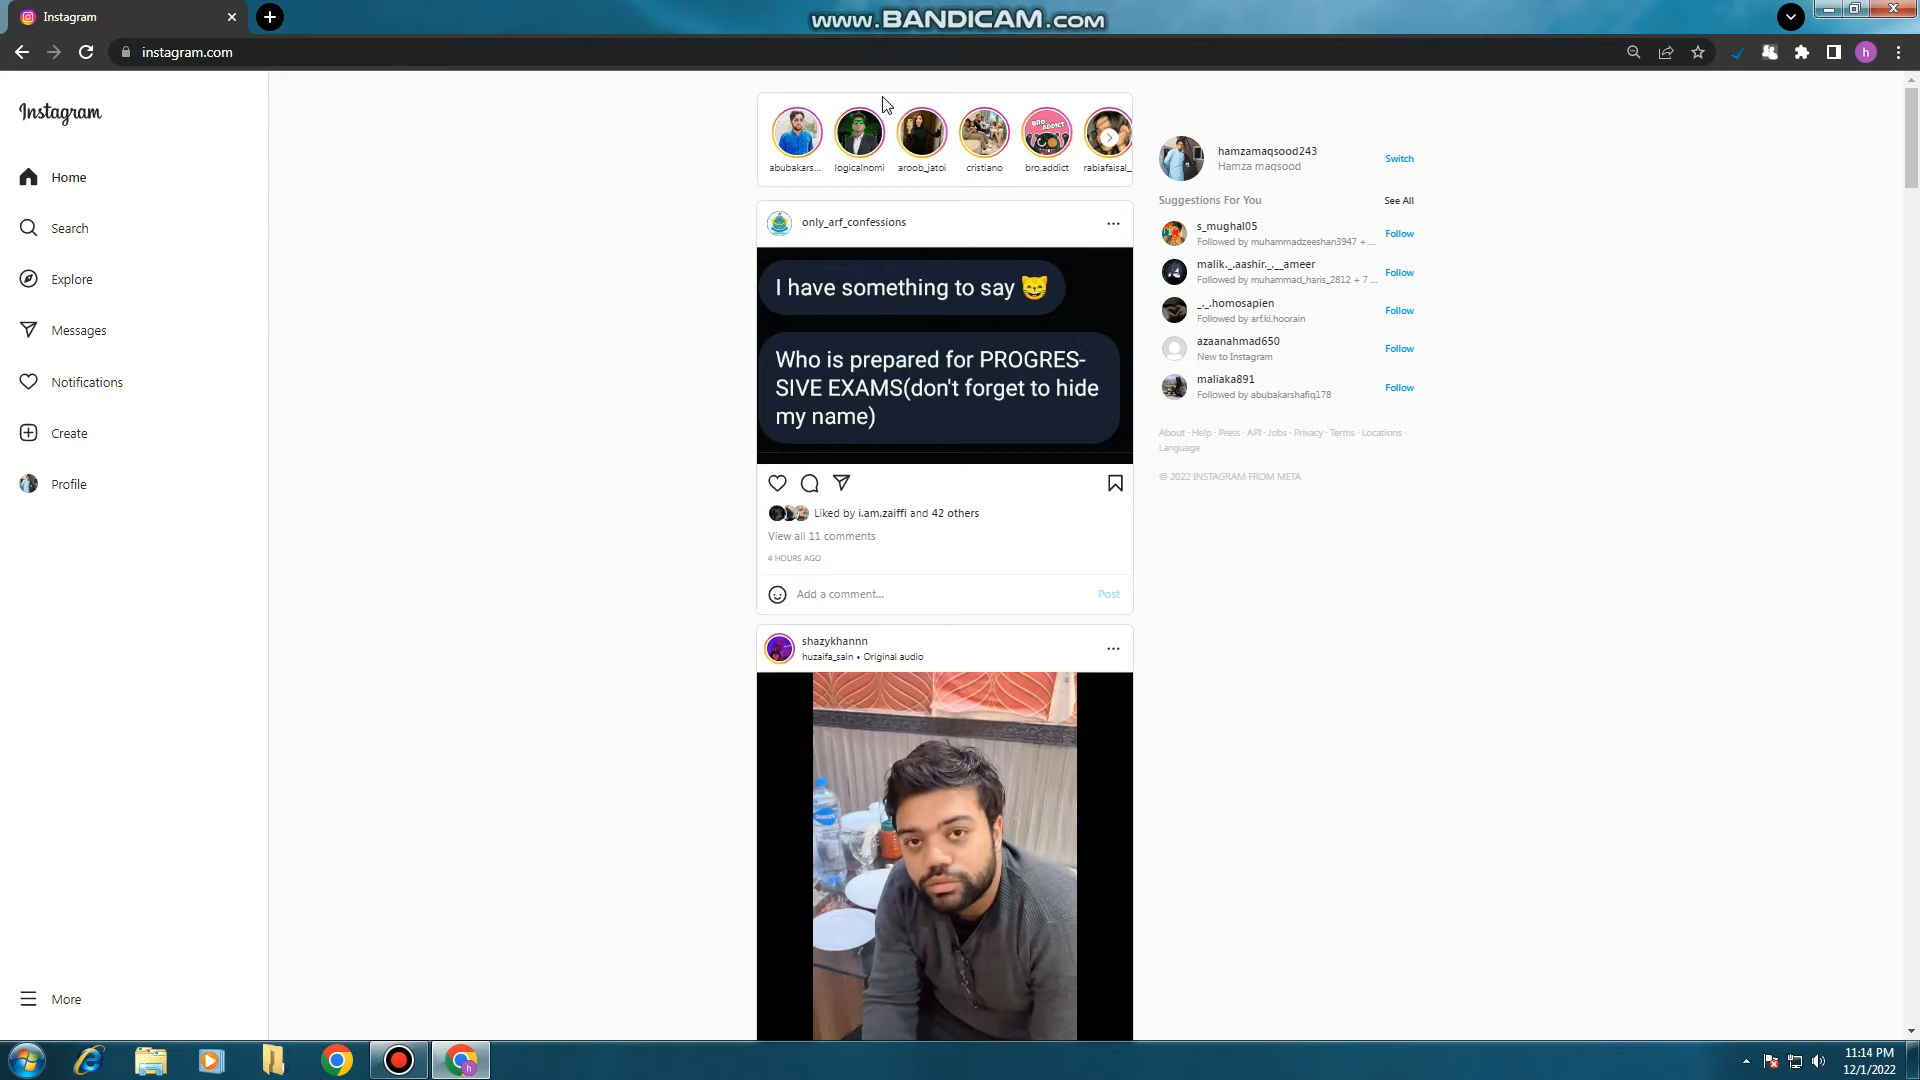 Instagram
www.BANDICAM.com
instagram.com
h
Instagram
Home
Search
Explore
Messages
Notifications
Create
Profile
More
abubakars...
logicalnomi
aroob_jatoi
cristiano
BRO ADDICT
bro.addict
rabiafaisal_
only_arf_confessions
I have something to say 😸
Who is prepared for PROGRES-
SIVE EXAMS(don't forget to hide
my name)
Liked by i.am.zaiffi and 42 others
View all 11 comments
4 HOURS AGO
Add a comment...
Post
shazykhannn
huzaifa_sain • Original audio
hamzamaqsood243
Hamza maqsood
Switch
Suggestions For You
See All
s_mughal05
Followed by muhammadzeeshan3947 + ...
Follow
malik._.aashir._.__ameer
Followed by muhammad_haris_2812 + 7 ...
Follow
_._.homosapien
Followed by arf.ki.hoorain
Follow
azaanahmad650
New to Instagram
Follow
maliaka891
Followed by abubakarshafiq178
Follow
About · Help · Press · API · Jobs · Privacy · Terms · Locations ·
Language
© 2022 INSTAGRAM FROM META
h
11:14 PM
12/1/2022